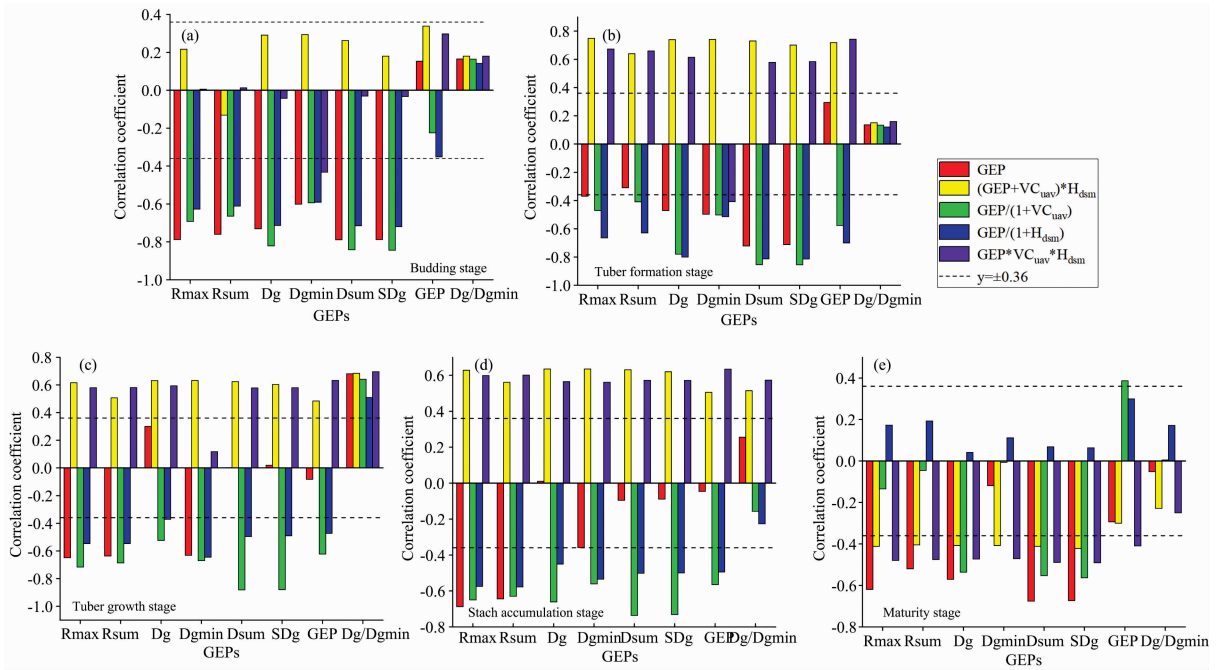 (a)
Correlation coefficient
0.4
0.2
0.0
-0.2
-0.4
-0.6
-0.8
-1.0
Budding stage
Rmax Rsum Dg Dgmin Dsum SDg GEP Dg/Dgmin
GEPs
(b)
Correlation coefficient
0.8
0.6
0.4
0.2
0.0
-0.2
-0.4
-0.6
-0.8
-1.0
Tuber formation stage
Rmax Rsum Dg Dgmin Dsum SDg GEP Dg/Dgmin
GEPs
GEP
(GEP+VCuav)*Hdsm
GEP/(1+VCuav)
GEP/(1+Hdsm)
GEP*VCuav*Hdsm
y=±0.36
(c)
Correlation coefficient
0.8
0.6
0.4
0.2
0.0
-0.2
-0.4
-0.6
-0.8
-1.0
Tuber growth stage
Rmax Rsum Dg Dgmin Dsum SDg GEP Dg/Dgmin
GEPs
(d)
Correlation coefficient
0.6
0.4
0.2
0.0
-0.2
-0.4
-0.6
-0.8
Stach accumulation stage
Rmax Rsum Dg Dgmin Dsum SDg GEP Dg/Dgmin
GEPs
(e)
Correlation coefficient
0.4
0.2
0.0
-0.2
-0.4
-0.6
-0.8
Maturity stage
Rmax Rsum Dg Dgmin Dsum SDg GEP Dg/Dgmin
GEPs